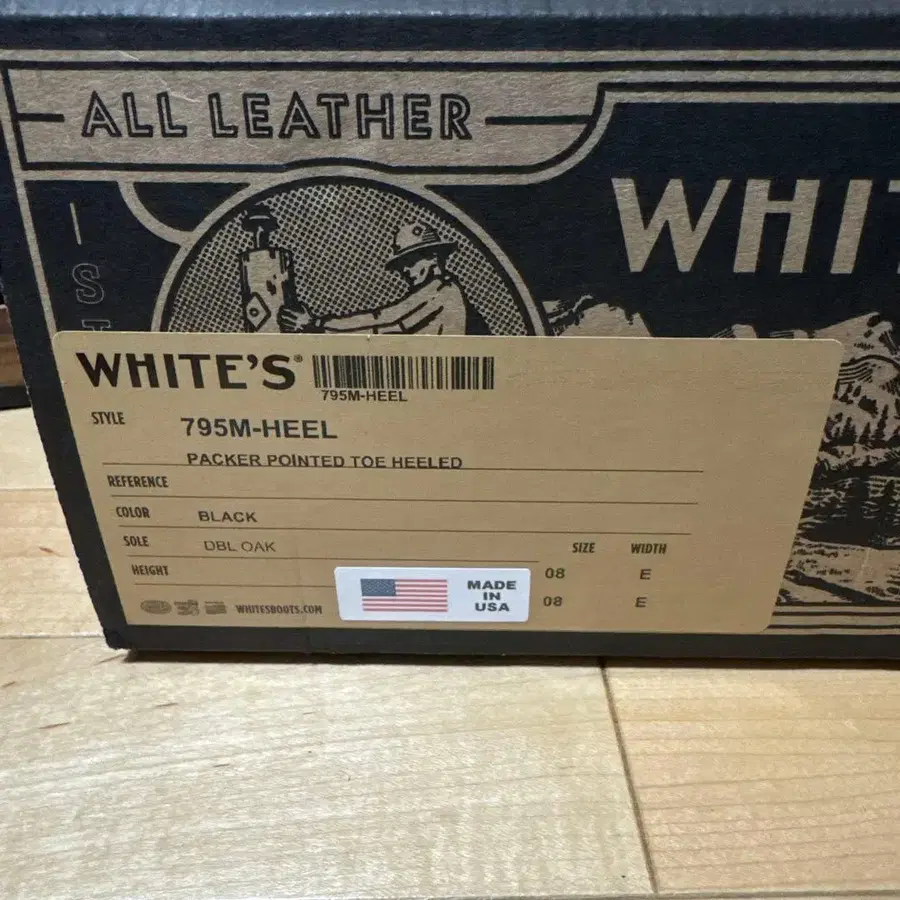 ALL LEATHER
WHIT
IST
WHITE'S®
795M-HEEL
STYLE 795M-HEEL
PACKER POINTED TOE HEELED
REFERENCE
COLOR BLACK
SOLE DBL OAK SIZE WIDTH
HEIGHT 08 E
08 E
WHITESBOOTS.COM
MADE
IN
USA